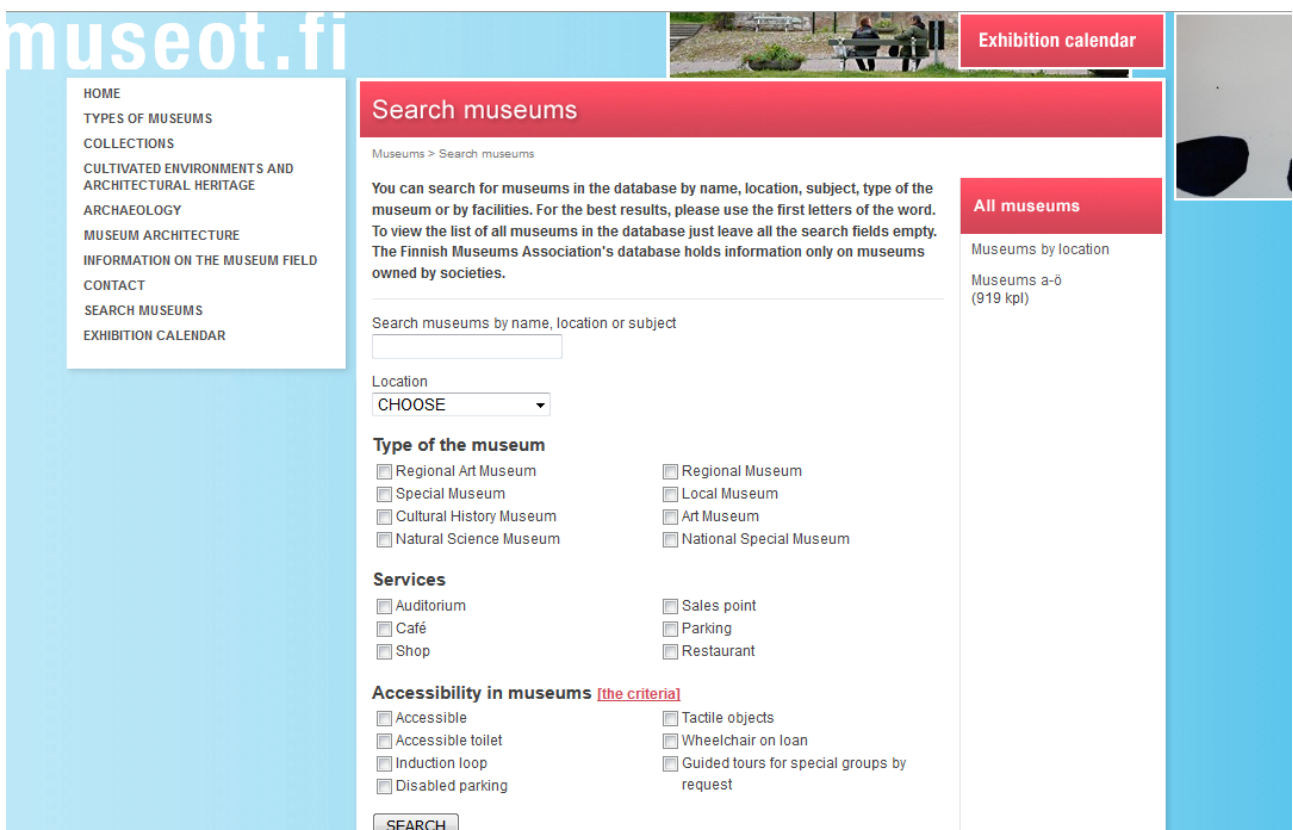 museot.fi
Exhibition calendar
HOME
TYPES OF MUSEUMS
COLLECTIONS
CULTIVATED ENVIRONMENTS AND
ARCHITECTURAL HERITAGE
ARCHAEOLOGY
MUSEUM ARCHITECTURE
INFORMATION ON THE MUSEUM FIELD
CONTACT
SEARCH MUSEUMS
EXHIBITION CALENDAR
Search museums
Museums > Search museums
You can search for museums in the database by name, location, subject, type of the
museum or by facilities. For the best results, please use the first letters of the word.
To view the list of all museums in the database just leave all the search fields empty.
The Finnish Museums Association's database holds information only on museums
owned by societies.
Search museums by name, location or subject
Location
CHOOSE
Type of the museum
Regional Art Museum
Regional Museum
Special Museum
Local Museum
Cultural History Museum
Art Museum
Natural Science Museum
National Special Museum
Services
Auditorium
Sales point
Café
Parking
Shop
Restaurant
Accessibility in museums [the criteria]
Accessible
Tactile objects
Accessible toilet
Wheelchair on loan
Induction loop
Guided tours for special groups by
request
Disabled parking
SEARCH
All museums
Museums by location
Museums a-ö
(919 kpl)